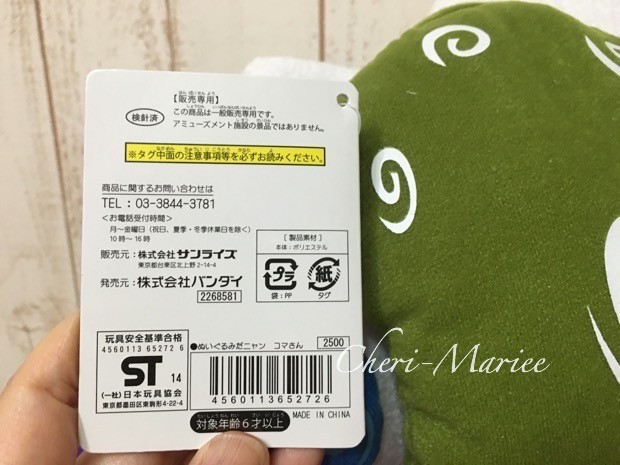 【販売専用】
検針済
この商品は一般販売専用です。
アミューズメント施設の景品ではありません。
※タグ中面の注意事項等を必ずお読みください。
商品に関するお問い合わせは
TEL : 03-3844-3781
<お電話受付時間>
月～金曜日(祝日、夏季・冬季休業日を除く)
10時～16時
販売元：株式会社 サンライズ
東京都台東区北上野 2-14-4
発売元：株式会社バンダイ
2268581
[製品素材]
本体：ポリエステル
プラ
紙
袋：PP
タグ
玩具安全基準合格
4560113 65272 6
ST 14
(一社)日本玩具協会
東京都墨田区東駒形4-22-4
●ぬいぐるみだニャン コマさん
2500
4560113652726
対象年齢6才以上
MADE IN CHINA
Cheri-Mariee